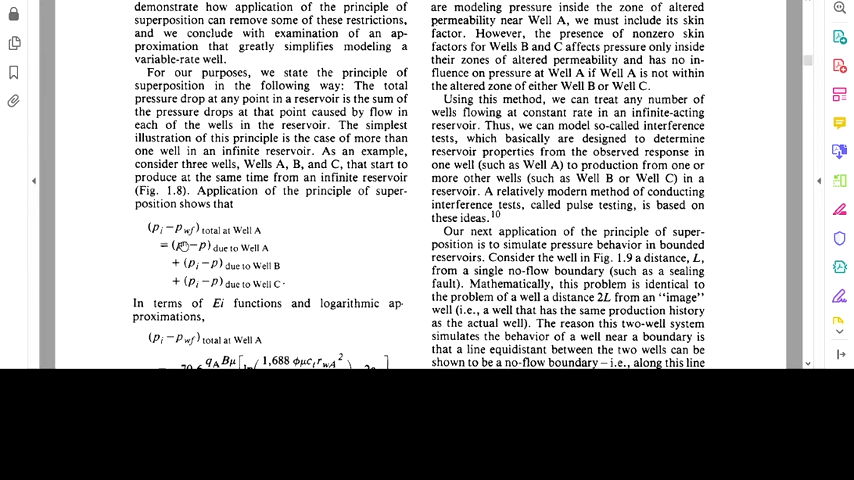 demonstrate how application of the principle of
superposition can remove some of these restrictions,
and we conclude with examination of an ap-
proximation that greatly simplifies modeling a
variable-rate well.
For our purposes, we state the principle of
superposition in the following way: The total
pressure drop at any point in a reservoir is the sum of
the pressure drops at that point caused by flow in
each of the wells in the reservoir. The simplest
illustration of this principle is the case of more than
one well in an infinite reservoir. As an example,
consider three wells, Wells A, B, and C, that start to
produce at the same time from an infinite reservoir
(Fig. 1.8). Application of the principle of super-
position shows that
(pi−pwf) total at Well A
= (pi−p) due to Well A
+ (pi−p) due to Well B
+ (pi−p) due to Well C.
In terms of Ei functions and logarithmic ap-
proximations,
(pi−pwf) total at Well A
qABμ 1,688 φμctrwA2
are modeling pressure inside the zone of altered
permeability near Well A, we must include its skin
factor. However, the presence of nonzero skin
factors for Wells B and C affects pressure only inside
their zones of altered permeability and has no in-
fluence on pressure at Well A if Well A is not within
the altered zone of either Well B or Well C.
Using this method, we can treat any number of
wells flowing at constant rate in an infinite-acting
reservoir. Thus, we can model so-called interference
tests, which basically are designed to determine
reservoir properties from the observed response in
one well (such as Well A) to production from one or
more other wells (such as Well B or Well C) in a
reservoir. A relatively modern method of conducting
interference tests, called pulse testing, is based on
these ideas.10
Our next application of the principle of super-
position is to simulate pressure behavior in bounded
reservoirs. Consider the well in Fig. 1.9 a distance, L,
from a single no-flow boundary (such as a sealing
fault). Mathematically, this problem is identical to
the problem of a well a distance 2L from an "image"
well (i.e., a well that has the same production history
as the actual well). The reason this two-well system
simulates the behavior of a well near a boundary is
that a line equidistant between the two wells can be
shown to be a no-flow boundary – i.e., along this line